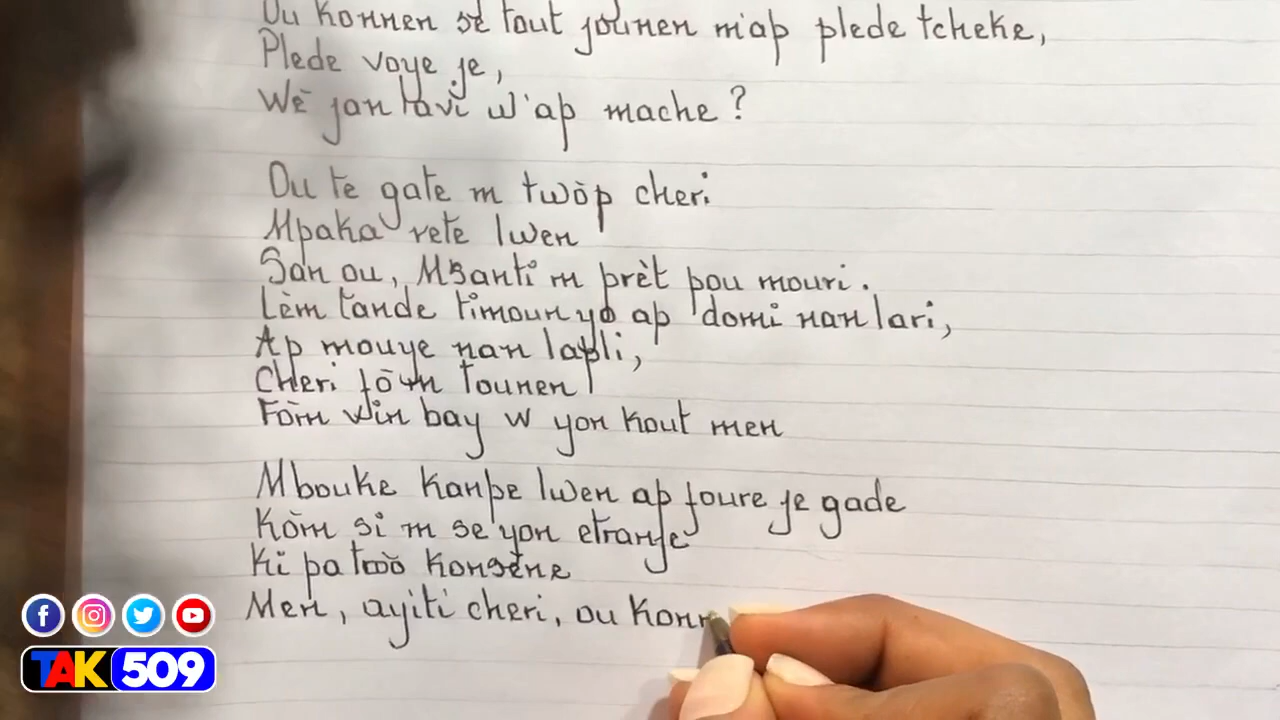 Ou konnen sè tout jounen m'ap plede tcheke,
Plede voye je,
Wè jan lavi w'ap mache ?
Ou te gate m twòp cheri
Mpaka rete lwen
San ou, Msanti m prèt pou mouri.
Lèm tande timoun yo ap domi nan lari,
Ap mouye nan lapli,
Cheri fòm tounen
Fòm vin bay w yon kout men
Mbouke kanpe lwen ap foure je gade
Kòm si m se yon etranje
Ki pa twò konsène
Men, ayiti cheri, ou konn
TAK 509